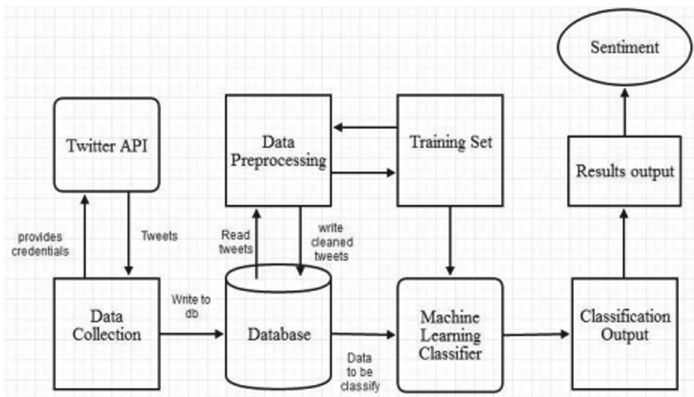 Sentiment
Twitter API
Data
Preprocessing
Training Set
Results output
provides
credentials
Tweets
Read
tweets
write
cleaned
tweets
Data
Collection
Write to
db
Database
Data
to be
classify
Machine
Learning
Classifier
Classification
Output